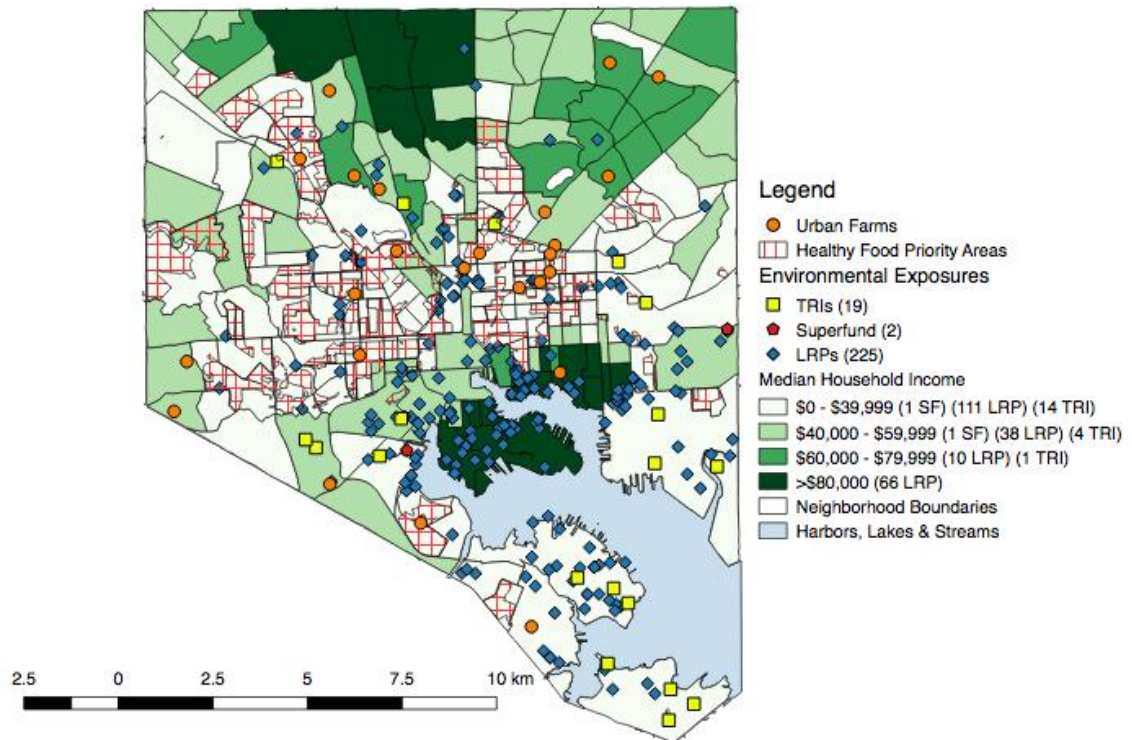 Legend
Urban Farms
Healthy Food Priority Areas
Environmental Exposures
TRIs (19)
Superfund (2)
LRPs (225)
Median Household Income
$0 - $39,999 (1 SF) (111 LRP) (14 TRI)
$40,000 - $59,999 (1 SF) (38 LRP) (4 TRI)
$60,000 - $79,999 (10 LRP) (1 TRI)
>$80,000 (66 LRP)
Neighborhood Boundaries
Harbors, Lakes & Streams
2.5 0 2.5 5 7.5 10 km